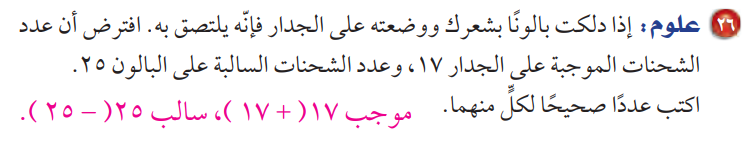 ٢٦ علوم: إذا دلكت بالونًا بشعرك ووضعته على الجدار فإنّه يلتصق به. افترض أن عدد
الشحنات الموجبة على الجدار ١٧، وعدد الشحنات السالبة على البالون ٢٥.
اكتب عددًا صحيحًا لكلٍّ منهما. موجب ١٧( + ١٧ )، سالب ٢٥( − ٢٥ ).